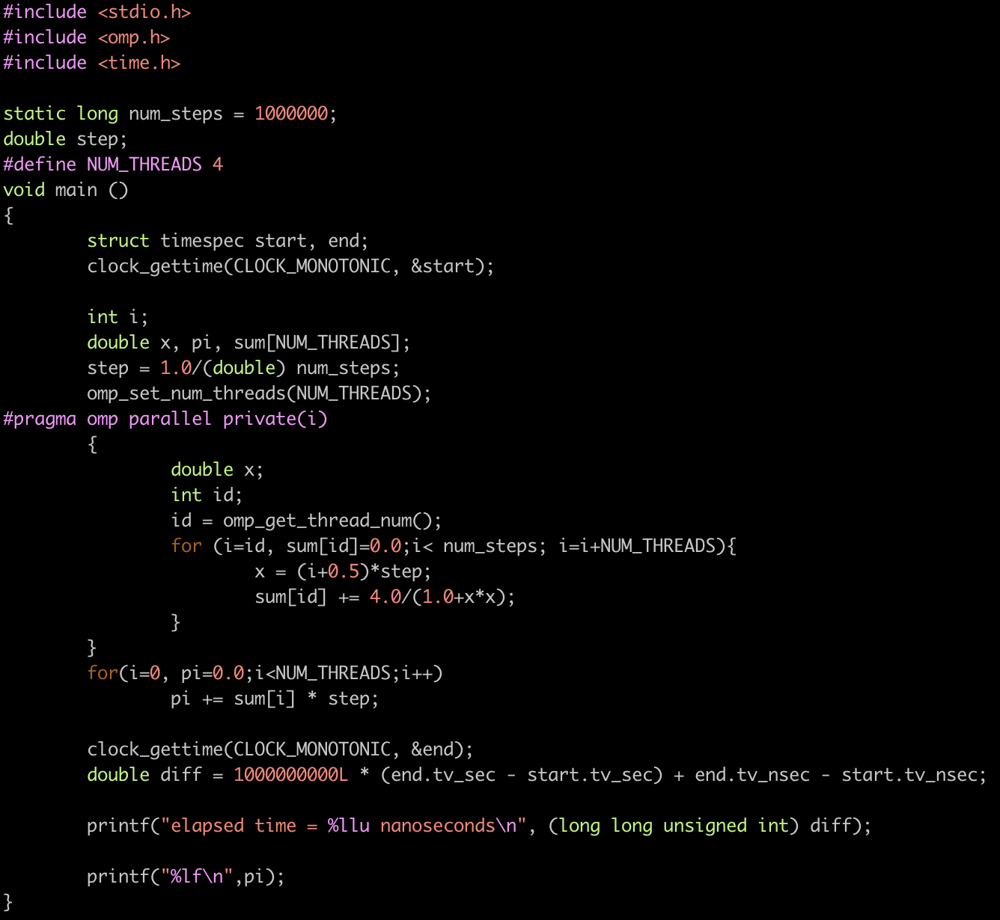 #include <stdio.h>
#include <omp.h>
#include <time.h>

static long num_steps = 1000000;
double step;
#define NUM_THREADS 4
void main ()
{
        struct timespec start, end;
        clock_gettime(CLOCK_MONOTONIC, &start);

        int i;
        double x, pi, sum[NUM_THREADS];
        step = 1.0/(double) num_steps;
        omp_set_num_threads(NUM_THREADS);
#pragma omp parallel private(i)
        {
                double x;
                int id;
                id = omp_get_thread_num();
                for (i=id, sum[id]=0.0;i< num_steps; i=i+NUM_THREADS){
                        x = (i+0.5)*step;
                        sum[id] += 4.0/(1.0+x*x);
                }
        }
        for(i=0, pi=0.0;i<NUM_THREADS;i++)
                pi += sum[i] * step;

        clock_gettime(CLOCK_MONOTONIC, &end);
        double diff = 1000000000L * (end.tv_sec - start.tv_sec) + end.tv_nsec - start.tv_nsec;

        printf("elapsed time = %llu nanoseconds\n", (long long unsigned int) diff);

        printf("%lf\n",pi);
}